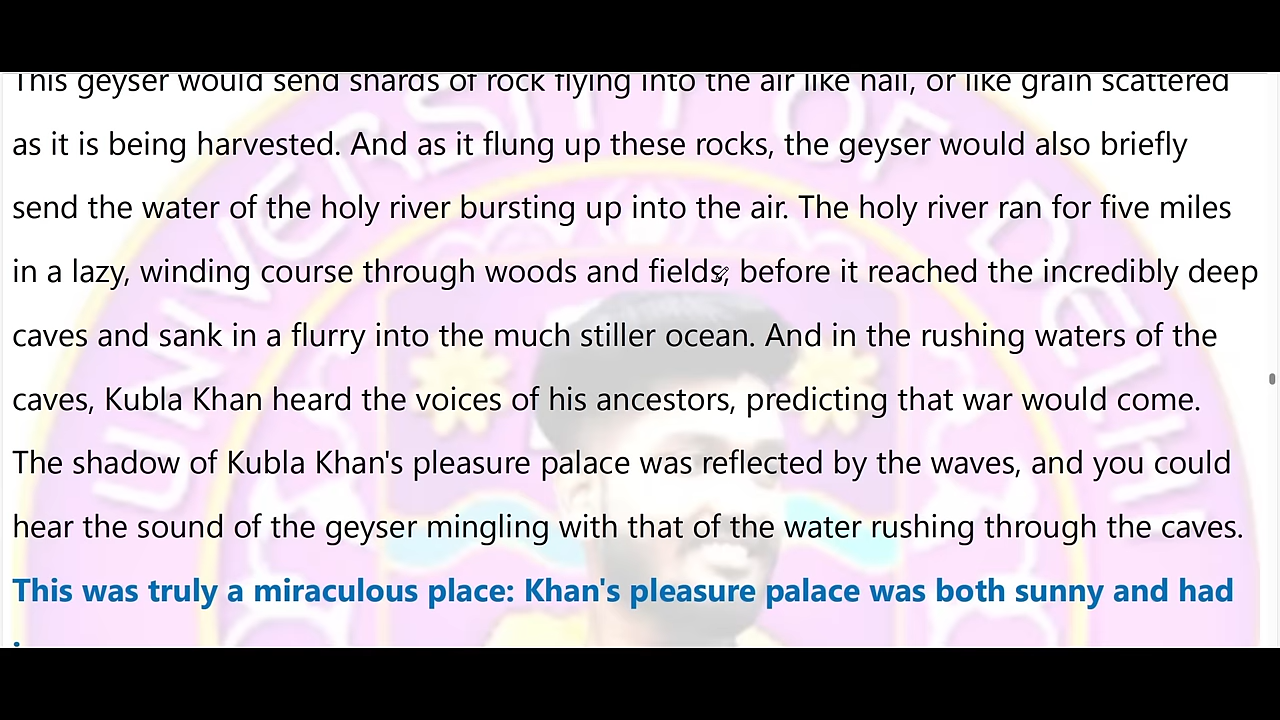 This geyser would send shards of rock flying into the air like hail, or like grain scattered
as it is being harvested. And as it flung up these rocks, the geyser would also briefly
send the water of the holy river bursting up into the air. The holy river ran for five miles
in a lazy, winding course through woods and fields, before it reached the incredibly deep
caves and sank in a flurry into the much stiller ocean. And in the rushing waters of the
caves, Kubla Khan heard the voices of his ancestors, predicting that war would come.
The shadow of Kubla Khan's pleasure palace was reflected by the waves, and you could
hear the sound of the geyser mingling with that of the water rushing through the caves.
This was truly a miraculous place: Khan's pleasure palace was both sunny and had
UNIVERSITY OF DELHI